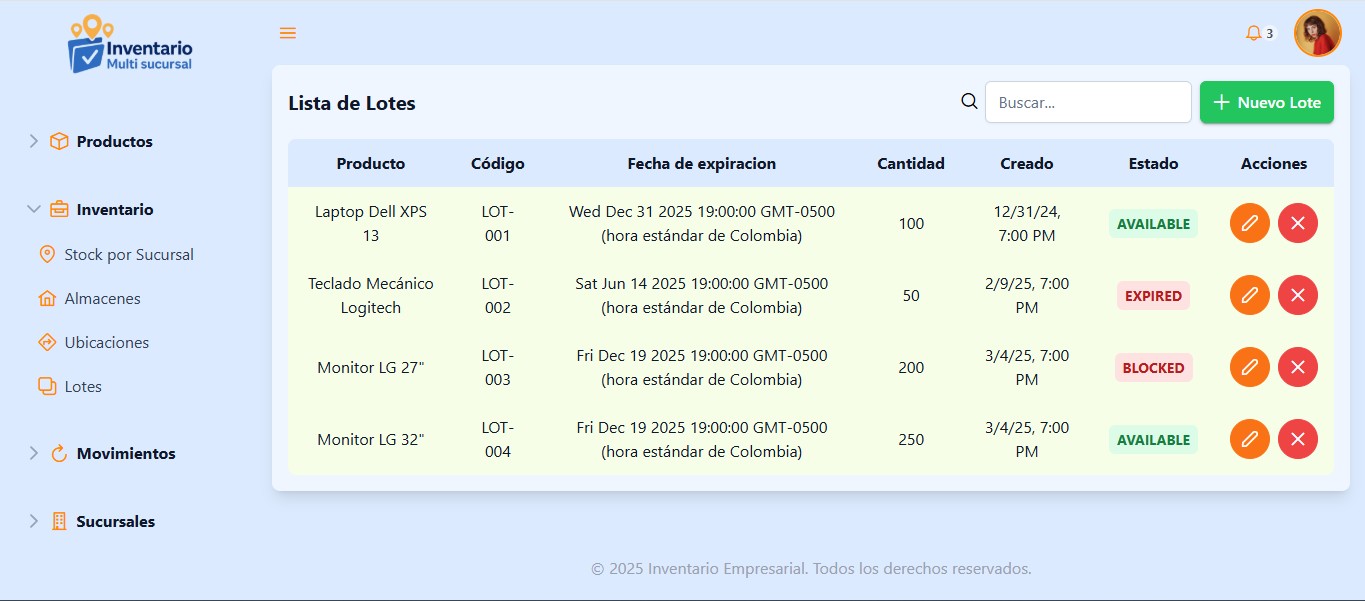 Inventario
Multi sucursal
3
Productos
Inventario
Stock por Sucursal
Almacenes
Ubicaciones
Lotes
Movimientos
Sucursales
Lista de Lotes
Buscar...
Nuevo Lote
Producto Código Fecha de expiracion Cantidad Creado Estado Acciones
Laptop Dell XPS LOT- Wed Dec 31 2025 19:00:00 GMT-0500 100 12/31/24, AVAILABLE
13 001 (hora estándar de Colombia) 7:00 PM
Teclado Mecánico LOT- Sat Jun 14 2025 19:00:00 GMT-0500 50 2/9/25, 7:00 EXPIRED
Logitech 002 (hora estándar de Colombia) PM
Monitor LG 27" LOT- Fri Dec 19 2025 19:00:00 GMT-0500 200 3/4/25, 7:00 BLOCKED
003 (hora estándar de Colombia) PM
Monitor LG 32" LOT- Fri Dec 19 2025 19:00:00 GMT-0500 250 3/4/25, 7:00 AVAILABLE
004 (hora estándar de Colombia) PM
© 2025 Inventario Empresarial. Todos los derechos reservados.